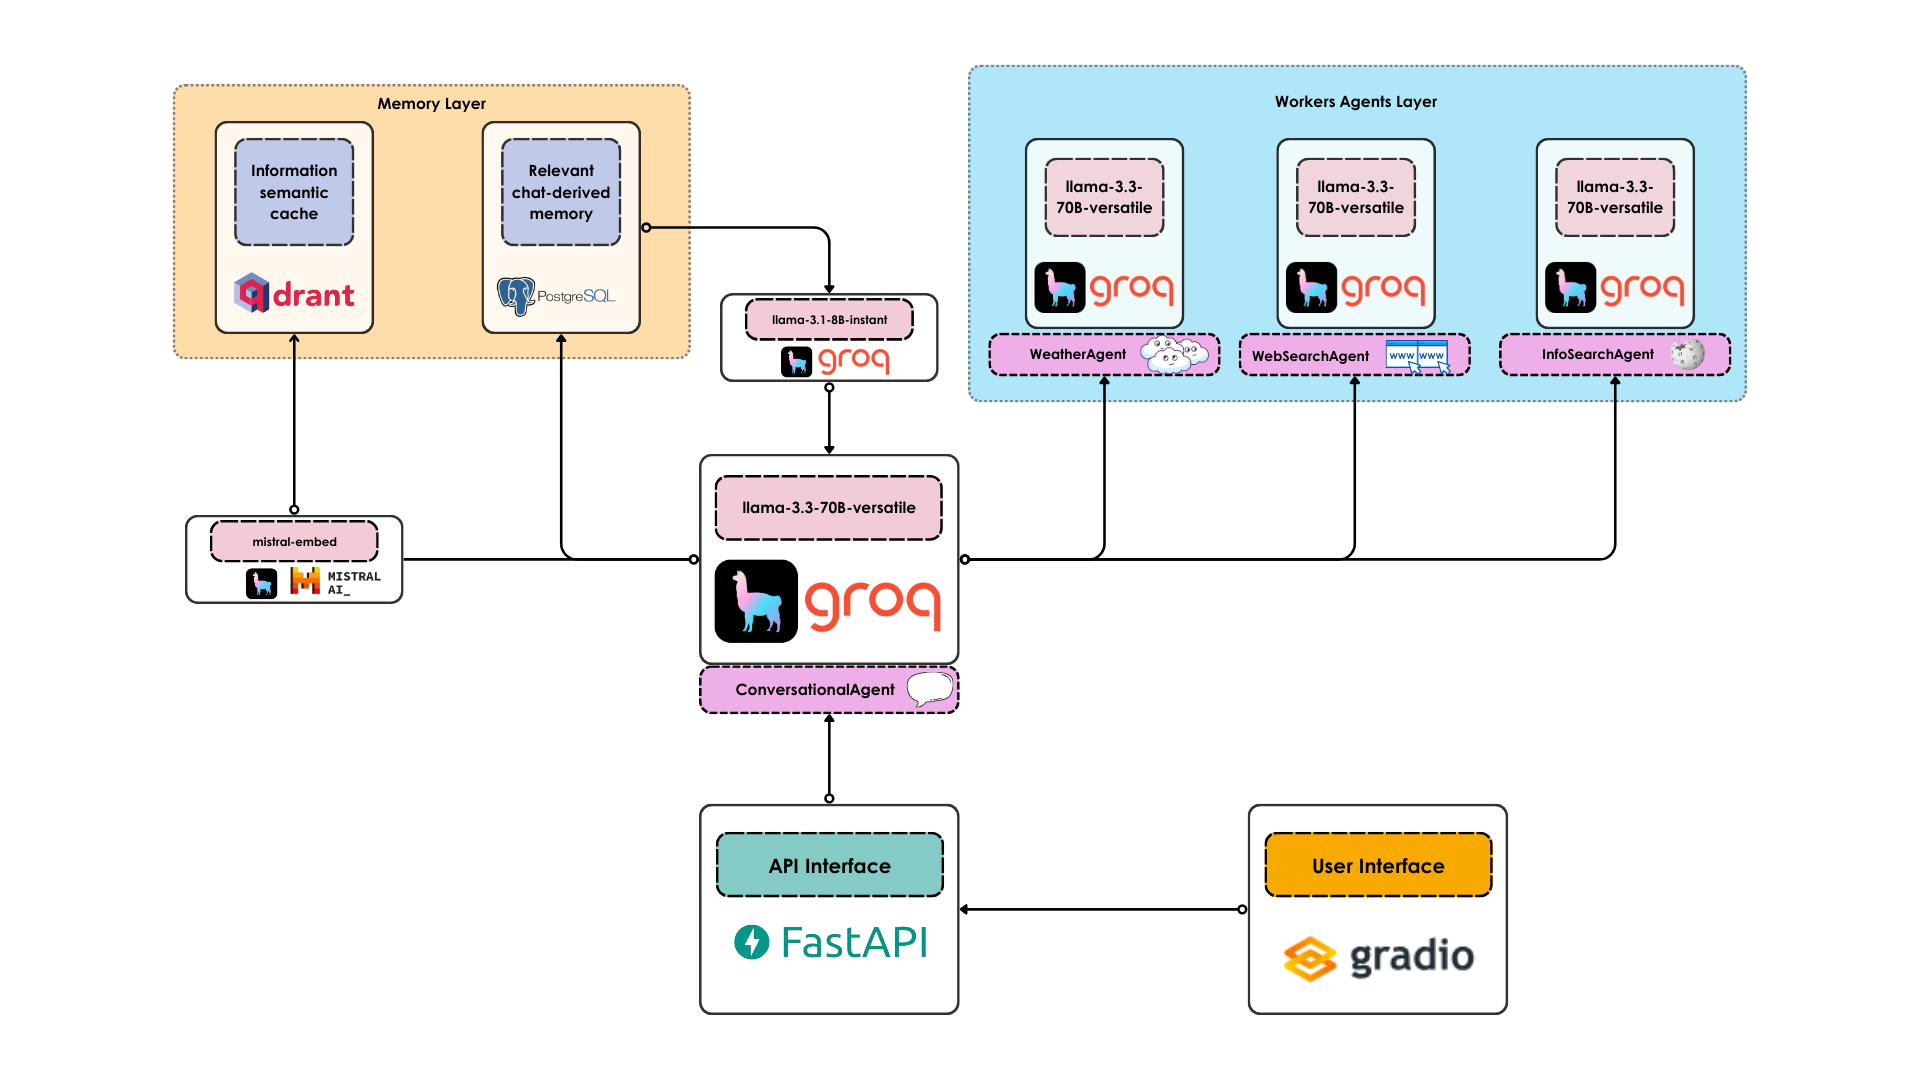 Memory Layer
Information
semantic
cache
qdrant
Relevant
chat-derived
memory
PostgreSQL
llama-3.1-8B-instant
groq
Workers Agents Layer
llama-3.3-
70B-versatile
groq
WeatherAgent
llama-3.3-
70B-versatile
groq
WebSearchAgent
www www
llama-3.3-
70B-versatile
groq
InfoSearchAgent
mistral-embed
MISTRAL
AI_
llama-3.3-70B-versatile
groq
ConversationalAgent
API Interface
FastAPI
User Interface
gradio